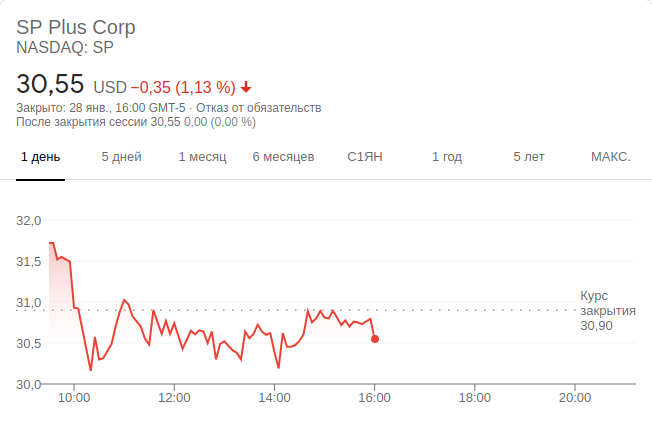 SP Plus Corp
NASDAQ: SP
30,55 USD −0,35 (1,13 %)
Закрыто: 28 янв., 16:00 GMT-5 · Отказ от обязательств
После закрытия сессии 30,55 0,00 (0,00 %)
1 день 5 дней 1 месяц 6 месяцев С1ЯН 1 год 5 лет МАКС.
32,0
31,5
31,0
30,5
30,0
Курс
закрытия
30,90
10:00 12:00 14:00 16:00 18:00 20:00